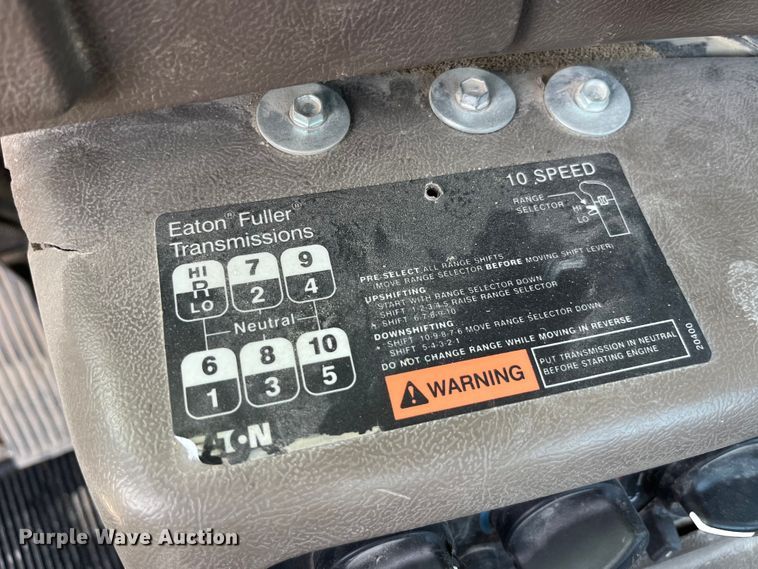 Eaton® Fuller®
Transmissions
10 SPEED
RANGE
SELECTOR
HI
LO
HI
R
LO
7
2
9
4
Neutral
6
1
8
3
10
5
PRE-SELECT ALL RANGE SHIFTS
(MOVE RANGE SELECTOR BEFORE MOVING SHIFT LEVER)
UPSHIFTING
START WITH RANGE SELECTOR DOWN
SHIFT 1-2-3-4-5 RAISE RANGE SELECTOR
SHIFT 6-7-8-9-10
DOWNSHIFTING
SHIFT 10-9-8-7-6 MOVE RANGE SELECTOR DOWN
SHIFT 5-4-3-2-1
DO NOT CHANGE RANGE WHILE MOVING IN REVERSE
WARNING
PUT TRANSMISSION IN NEUTRAL
BEFORE STARTING ENGINE
20400
Purple Wave Auction